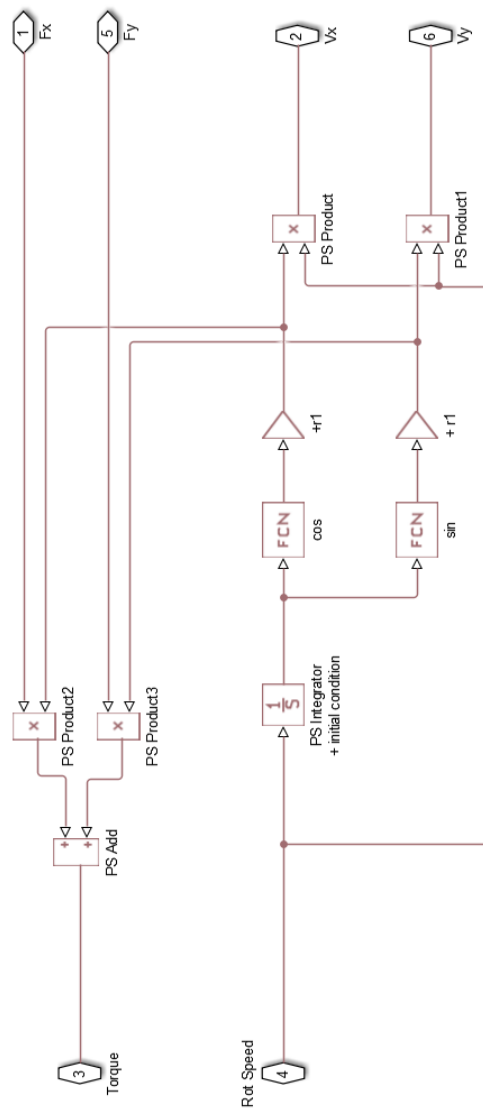 1
Fx
×
PS Product2
5
Fy
×
PS Product3
+
+
PS Add
3
Torque
Rot Speed
4
1
S
PS Integrator
+ initial condition
FCN
cos
+r1
×
PS Product
2
Vx
FCN
sin
+ r1
×
PS Product1
6
Vy